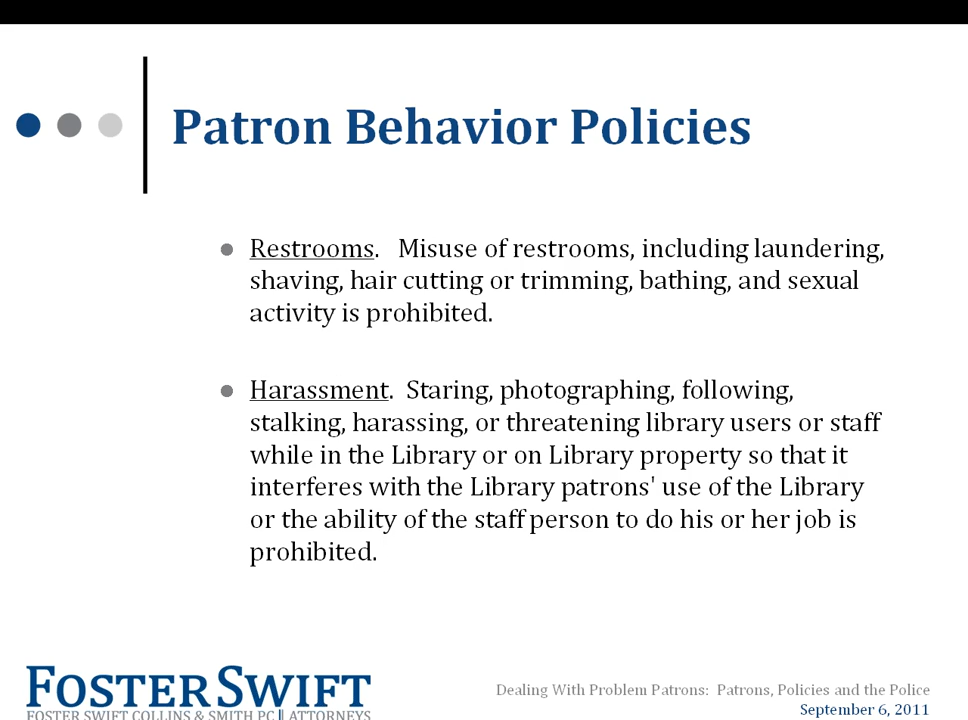 Patron Behavior Policies
Restrooms.   Misuse of restrooms, including laundering,
shaving, hair cutting or trimming, bathing, and sexual
activity is prohibited.
Harassment.  Staring, photographing, following,
stalking, harassing, or threatening library users or staff
while in the Library or on Library property so that it
interferes with the Library patrons' use of the Library
or the ability of the staff person to do his or her job is
prohibited.
FOSTER SWIFT
FOSTER SWIFT COLLINS & SMITH PC || ATTORNEYS
Dealing With Problem Patrons:  Patrons, Policies and the Police
September 6, 2011